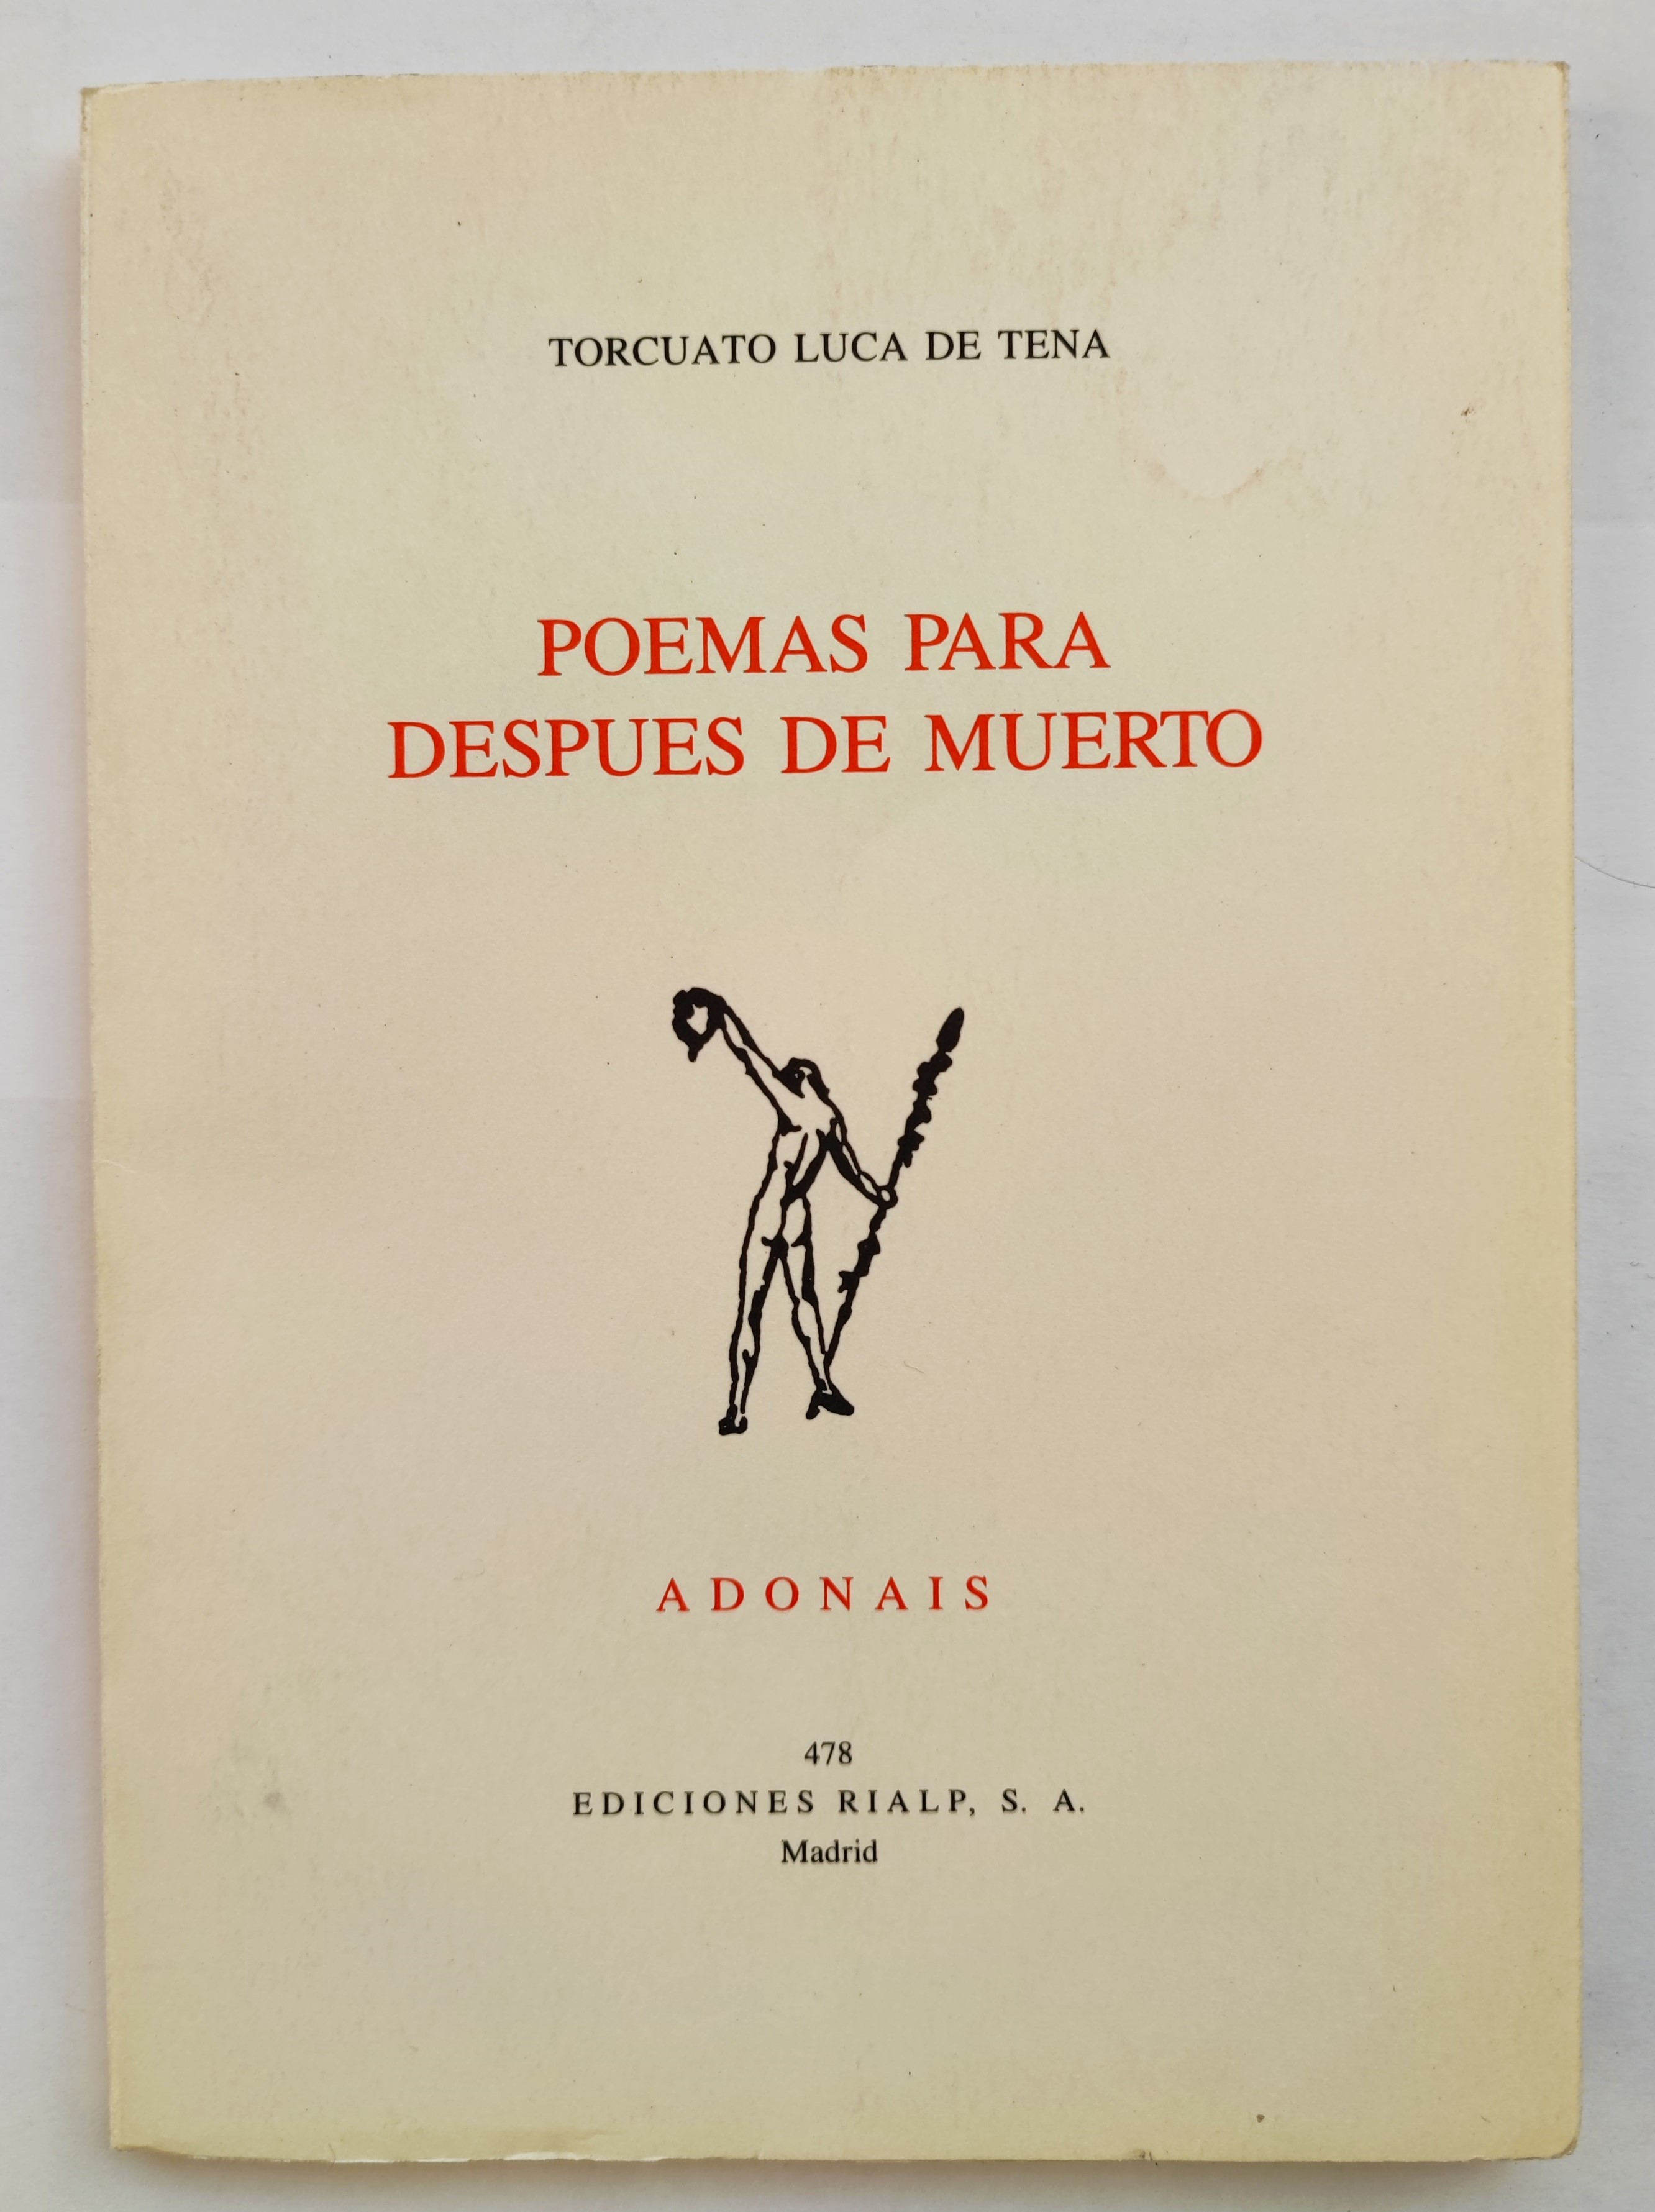 TORCUATO LUCA DE TENA
POEMAS PARA
DESPUES DE MUERTO
ADONAIS
478
EDICIONES RIALP, S. A.
Madrid